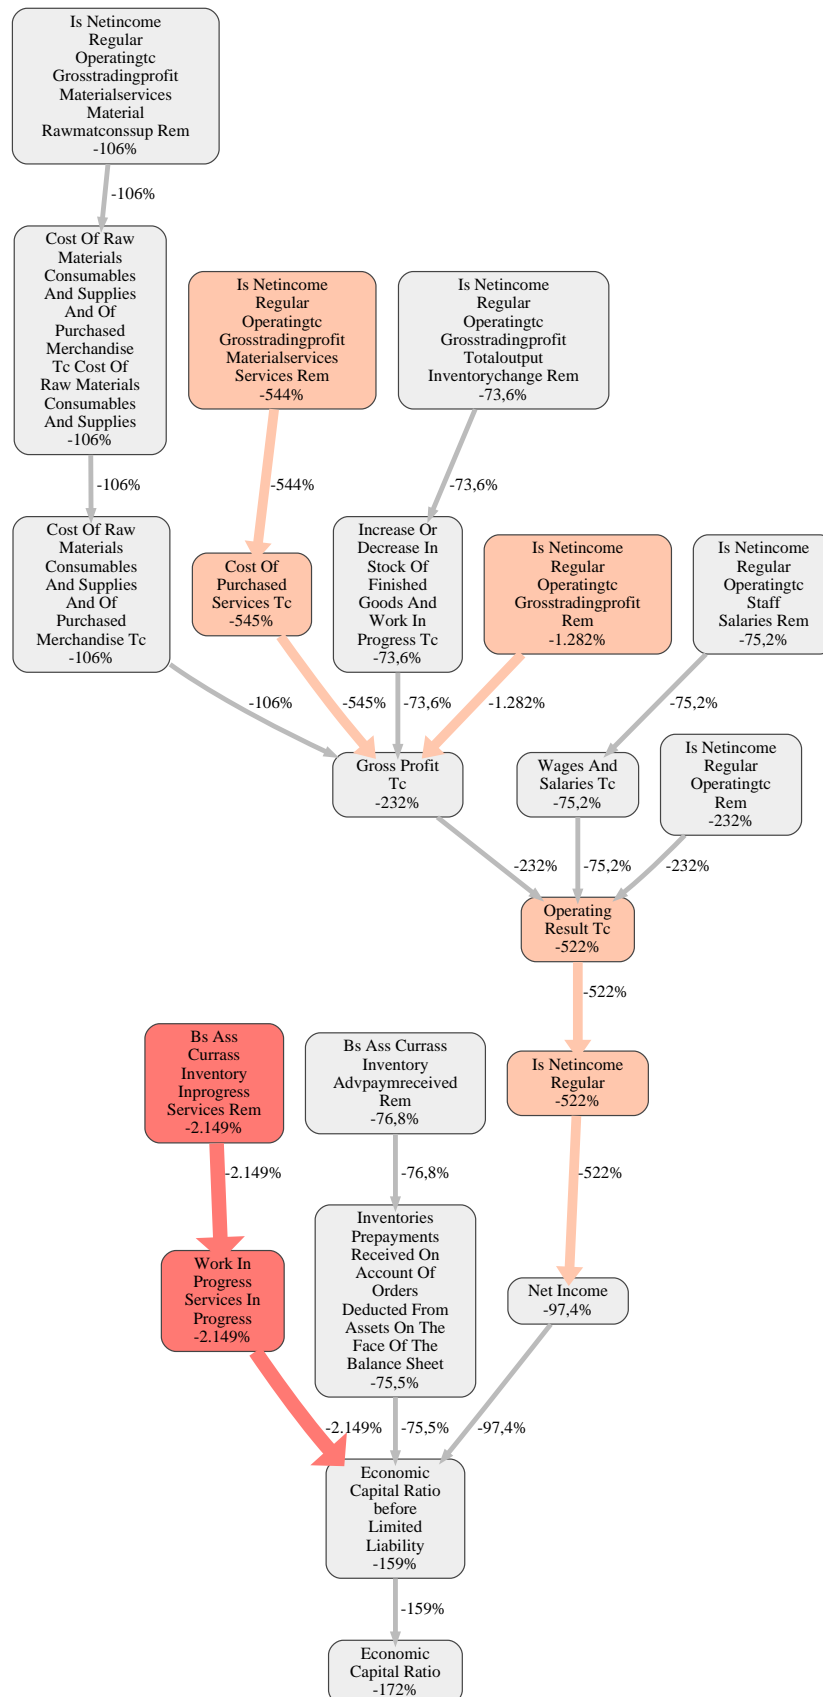 Is Netincome
Regular
Operatingtc
Grosstradingprofit
Materialservices
Material
Rawmatconssup Rem
-106%
-106%
Cost Of Raw
Materials
Consumables
And Supplies
And Of
Purchased
Merchandise
Tc Cost Of
Raw Materials
Consumables
And Supplies
-106%
Is Netincome
Regular
Operatingtc
Grosstradingprofit
Materialservices
Services Rem
-544%
Is Netincome
Regular
Operatingtc
Grosstradingprofit
Totaloutput
Inventorychange Rem
-73,6%
-106%
-544%
-73,6%
Cost Of Raw
Materials
Consumables
And Supplies
And Of
Purchased
Merchandise Tc
-106%
Cost Of
Purchased
Services Tc
-545%
Increase Or
Decrease In
Stock Of
Finished
Goods And
Work In
Progress Tc
-73,6%
Is Netincome
Regular
Operatingtc
Grosstradingprofit
Rem
-1.282%
Is Netincome
Regular
Operatingtc
Staff
Salaries Rem
-75,2%
-106%
-545%
-73,6%
-1.282%
-75,2%
Gross Profit
Tc
-232%
Wages And
Salaries Tc
-75,2%
Is Netincome
Regular
Operatingtc
Rem
-232%
-232%
-75,2%
-232%
Operating
Result Tc
-522%
-522%
Bs Ass
Currass
Inventory
Inprogress
Services Rem
-2.149%
Bs Ass Currass
Inventory
Advpaymreceived
Rem
-76,8%
Is Netincome
Regular
-522%
-2.149%
-76,8%
-522%
Work In
Progress
Services In
Progress
-2.149%
Inventories
Prepayments
Received On
Account Of
Orders
Deducted From
Assets On The
Face Of The
Balance Sheet
-75,5%
Net Income
-97,4%
-2.149%
-75,5%
-97,4%
Economic
Capital Ratio
before
Limited
Liability
-159%
-159%
Economic
Capital Ratio
-172%